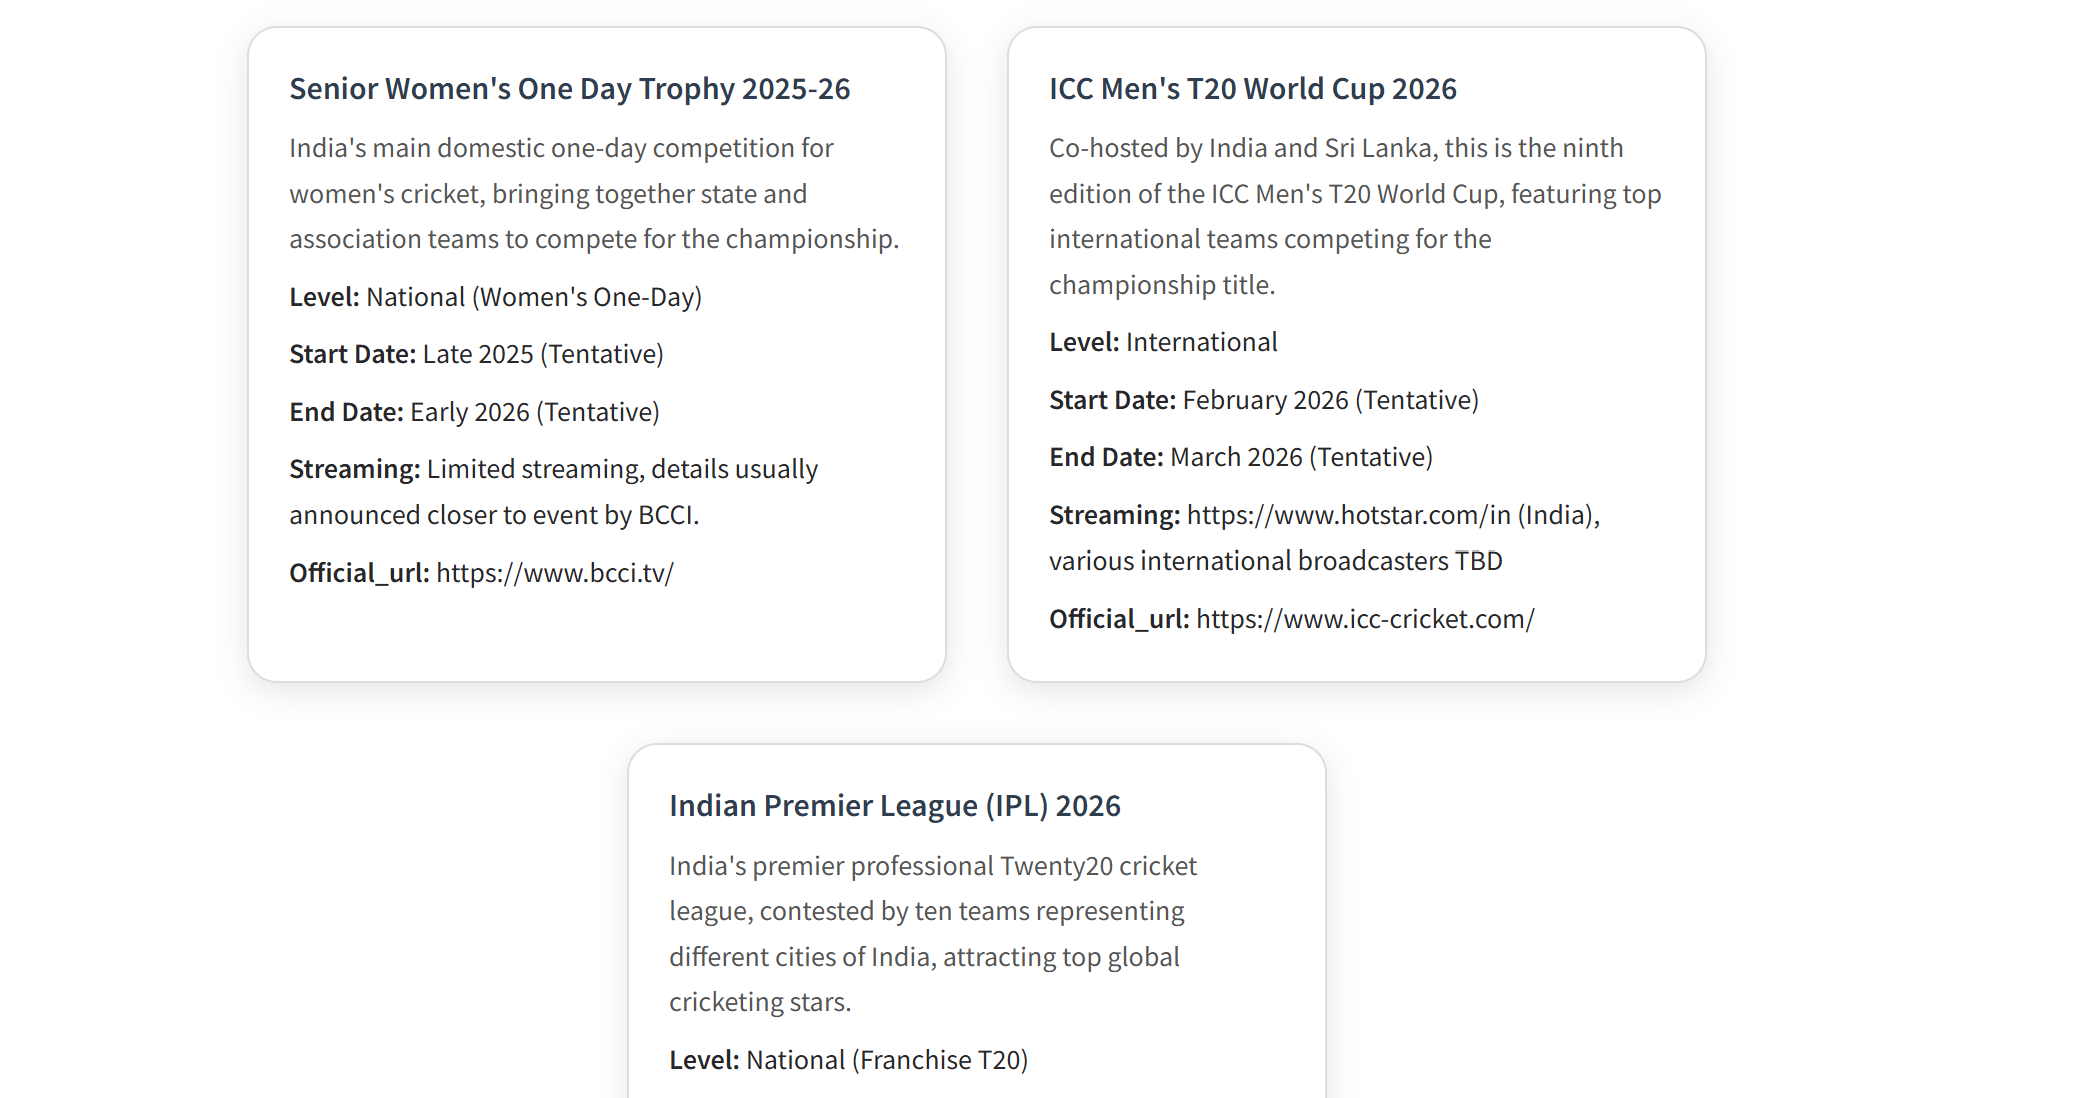 Senior Women's One Day Trophy 2025-26
India's main domestic one-day competition for
women's cricket, bringing together state and
association teams to compete for the championship.
Level: National (Women's One-Day)
Start Date: Late 2025 (Tentative)
End Date: Early 2026 (Tentative)
Streaming: Limited streaming, details usually
announced closer to event by BCCI.
Official_url: https://www.bcci.tv/
ICC Men's T20 World Cup 2026
Co-hosted by India and Sri Lanka, this is the ninth
edition of the ICC Men's T20 World Cup, featuring top
international teams competing for the
championship title.
Level: International
Start Date: February 2026 (Tentative)
End Date: March 2026 (Tentative)
Streaming: https://www.hotstar.com/in (India),
various international broadcasters TBD
Official_url: https://www.icc-cricket.com/
Indian Premier League (IPL) 2026
India's premier professional Twenty20 cricket
league, contested by ten teams representing
different cities of India, attracting top global
cricketing stars.
Level: National (Franchise T20)